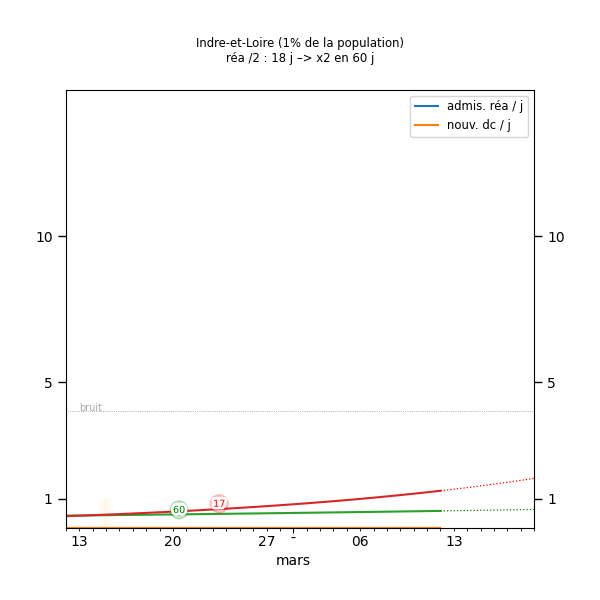 Indre-et-Loire (1% de la population)
réa /2 : 18 j –> x2 en 60 j
admis. réa / j
nouv. dc / j
10
10
5
5
bruit
1
1
60
17
13
20
27
-
06
13
mars